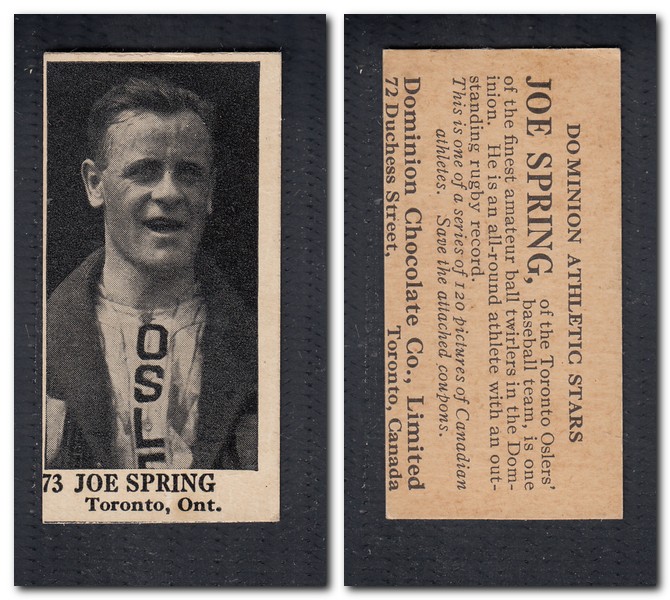 OSLE
73 JOE SPRING
Toronto, Ont.
DOMINION ATHLETIC STARS
JOE SPRING, of the Toronto Oslers'
baseball team, is one
of the finest amateur ball twirlers in the Dom-
inion. He is an all-round athlete with an out-
standing rugby record.
This is one of a series of 120 pictures of Canadian
athletes. Save the attached coupons.
Dominion Chocolate Co., Limited
72 Duchess Street, Toronto, Canada